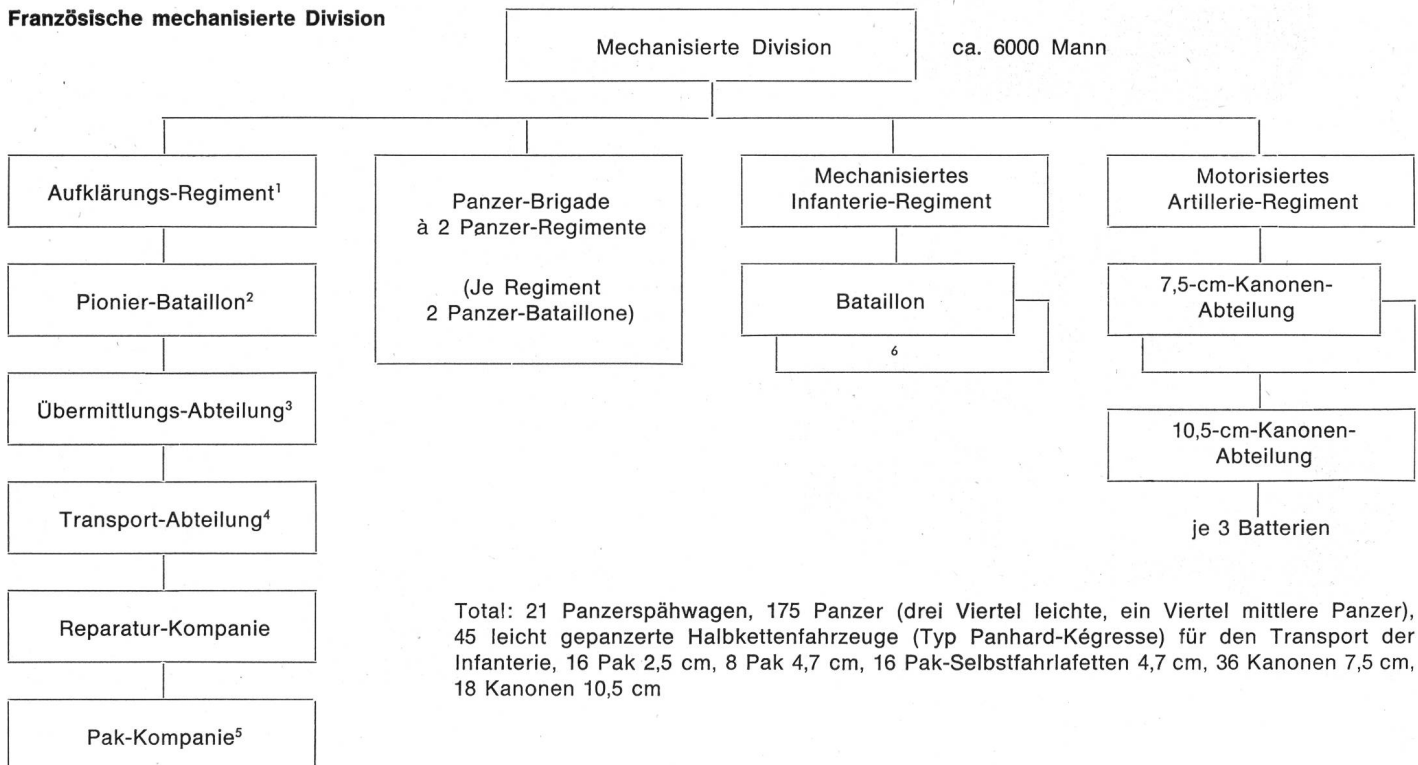 Französische mechanisierte Division
Mechanisierte Division
ca. 6000 Mann
Aufklärungs-Regiment¹
Pionier-Bataillon²
Übermittlungs-Abteilung³
Transport-Abteilung⁴
Reparatur-Kompanie
Pak-Kompanie⁵
Panzer-Brigade
à 2 Panzer-Regimente
(Je Regiment
2 Panzer-Bataillone)
Mechanisiertes
Infanterie-Regiment
Bataillon
6
Motorisiertes
Artillerie-Regiment
7,5-cm-Kanonen-
Abteilung
10,5-cm-Kanonen-
Abteilung
je 3 Batterien
Total: 21 Panzerspähwagen, 175 Panzer (drei Viertel leichte, ein Viertel mittlere Panzer),
45 leicht gepanzerte Halbkettenfahrzeuge (Typ Panhard-Kégresse) für den Transport der
Infanterie, 16 Pak 2,5 cm, 8 Pak 4,7 cm, 16 Pak-Selbstfahrlafetten 4,7 cm, 36 Kanonen 7,5 cm,
18 Kanonen 10,5 cm